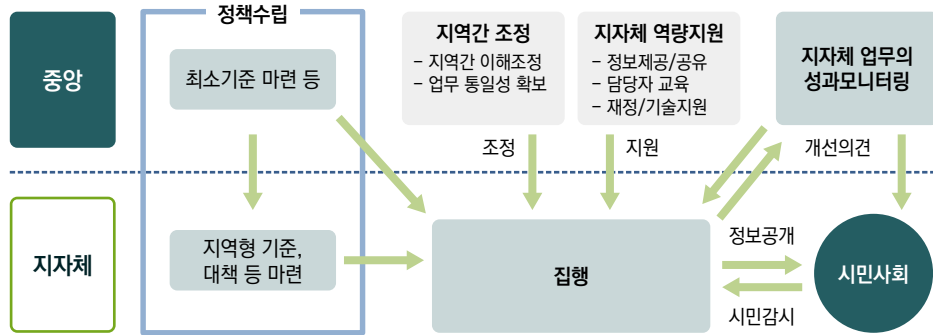 정책수립
중앙
최소기준 마련 등
지역간 조정
– 지역간 이해조정
– 업무 통일성 확보
지자체 역량지원
– 정보제공/공유
– 담당자 교육
– 재정/기술지원
지자체 업무의
성과모니터링
조정
지원
개선의견
지자체
지역형 기준,
대책 등 마련
집행
정보공개
시민감시
시민사회